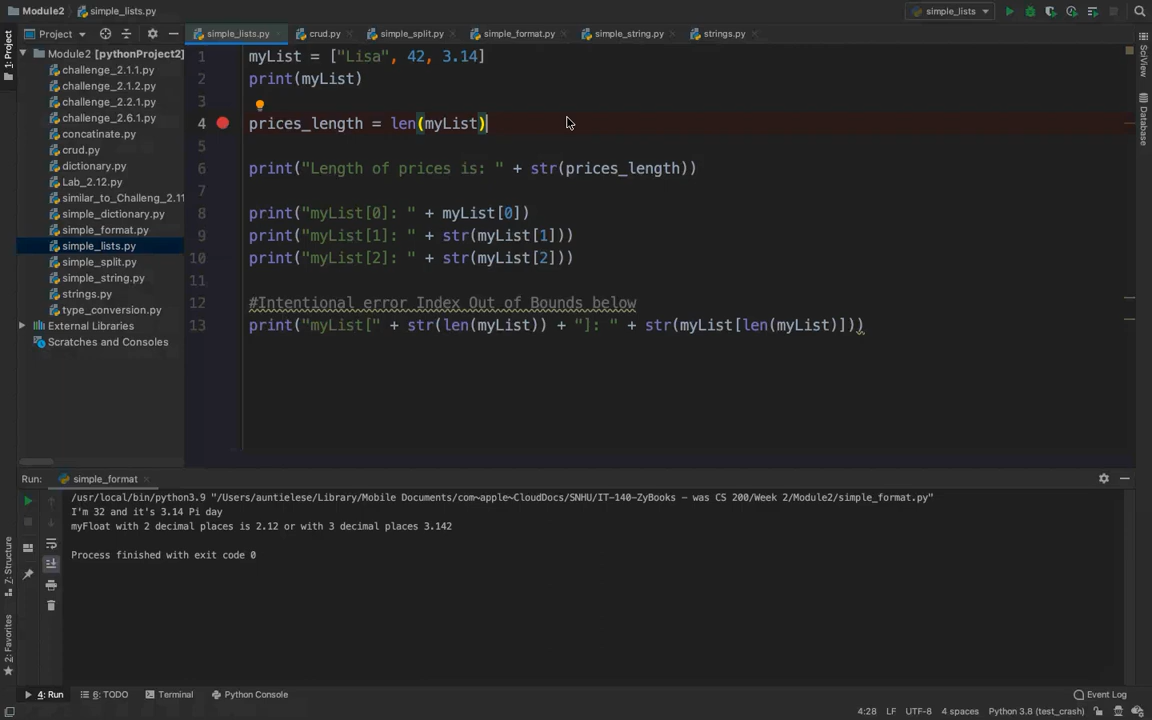 Module2 simple_lists.py simple_lists
Project simple_lists.py crud.py simple_split.py simple_format.py simple_string.py strings.py
1: Project
Module2 [pythonProject2]
challenge_2.1.1.py
challenge_2.1.2.py
challenge_2.2.1.py
challenge_2.6.1.py
concatinate.py
crud.py
dictionary.py
Lab_2.12.py
similar_to_Challeng_2.11
simple_dictionary.py
simple_format.py
simple_lists.py
simple_split.py
simple_string.py
strings.py
type_conversion.py
External Libraries
Scratches and Consoles
1 myList = ["Lisa", 42, 3.14]
2 print(myList)
3
4 prices_length = len(myList)
5
6 print("Length of prices is: " + str(prices_length))
7
8 print("myList[0]: " + myList[0])
9 print("myList[1]: " + str(myList[1]))
10 print("myList[2]: " + str(myList[2]))
11
12 #Intentional error Index Out of Bounds below
13 print("myList[" + str(len(myList)) + "]: " + str(myList[len(myList)]))
SciView
Database
Run: simple_format
/usr/local/bin/python3.9 "/Users/auntielese/Library/Mobile Documents/com~apple~CloudDocs/SNHU/IT-140-ZyBooks - was CS 200/Week 2/Module2/simple_format.py"
I'm 32 and it's 3.14 Pi day
myFloat with 2 decimal places is 2.12 or with 3 decimal places 3.142
Process finished with exit code 0
7: Structure
2: Favorites
4: Run 6: TODO Terminal Python Console Event Log
4:28 LF UTF-8 4 spaces Python 3.8 (test_crash)